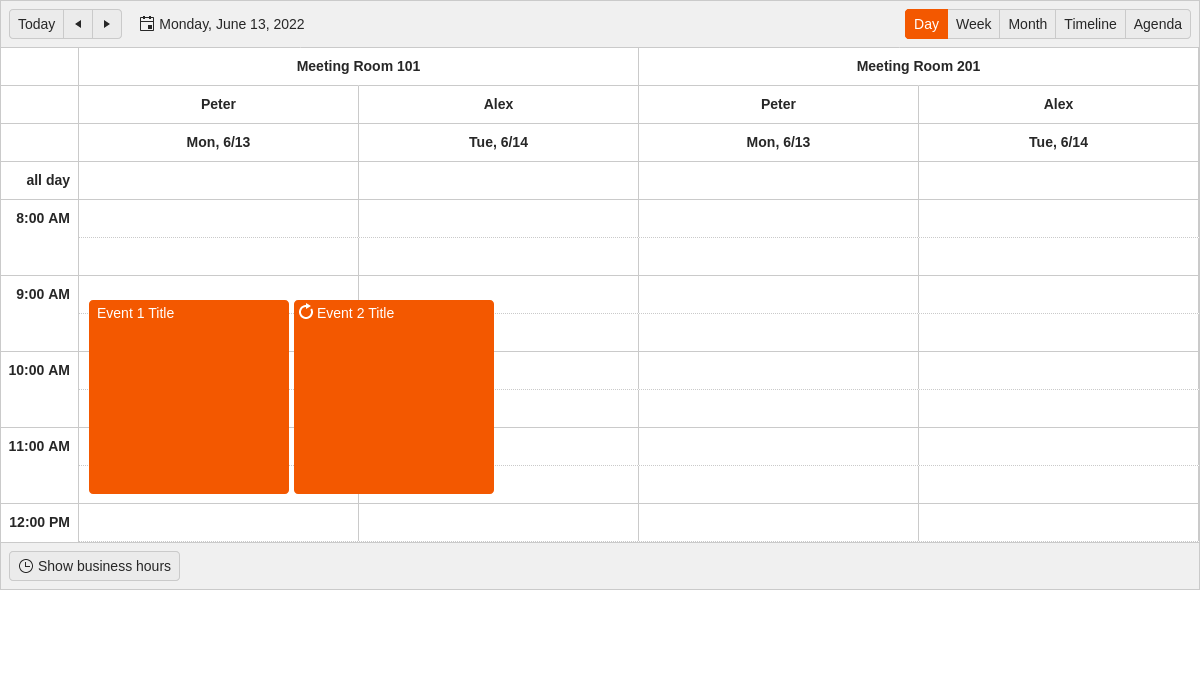 Today Monday, June 13, 2022 Day Week Month Timeline Agenda
Meeting Room 101 Meeting Room 201
Peter Alex Peter Alex
Mon, 6/13 Tue, 6/14 Mon, 6/13 Tue, 6/14
all day
8:00 AM
9:00 AM
Event 1 Title Event 2 Title
10:00 AM
11:00 AM
12:00 PM
Show business hours